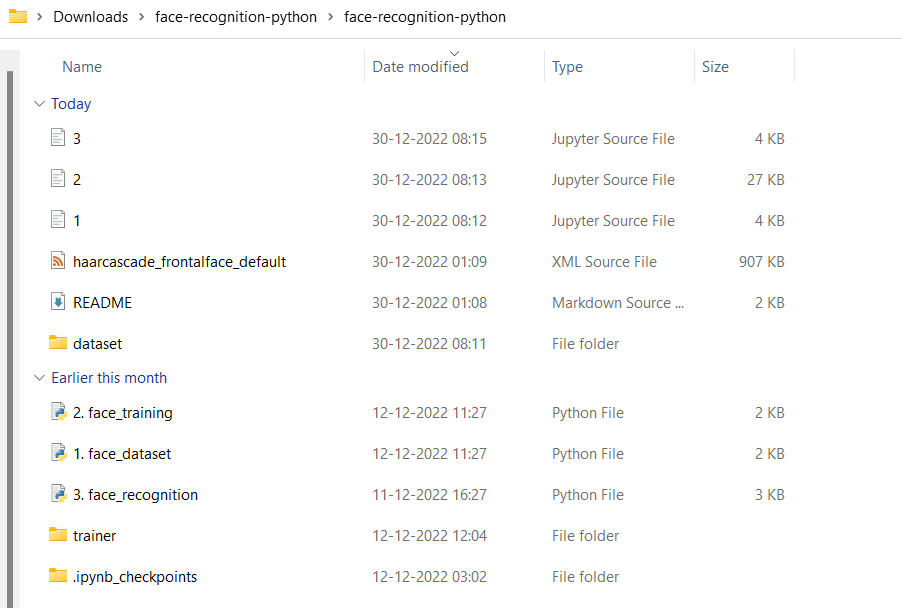 Downloads > face-recognition-python > face-recognition-python
Name Date modified Type Size
Today
3 30-12-2022 08:15 Jupyter Source File 4 KB
2 30-12-2022 08:13 Jupyter Source File 27 KB
1 30-12-2022 08:12 Jupyter Source File 4 KB
haarcascade_frontalface_default 30-12-2022 01:09 XML Source File 907 KB
README 30-12-2022 01:08 Markdown Source ... 2 KB
dataset 30-12-2022 08:11 File folder
Earlier this month
2. face_training 12-12-2022 11:27 Python File 2 KB
1. face_dataset 12-12-2022 11:27 Python File 2 KB
3. face_recognition 11-12-2022 16:27 Python File 3 KB
trainer 12-12-2022 12:04 File folder
.ipynb_checkpoints 12-12-2022 03:02 File folder